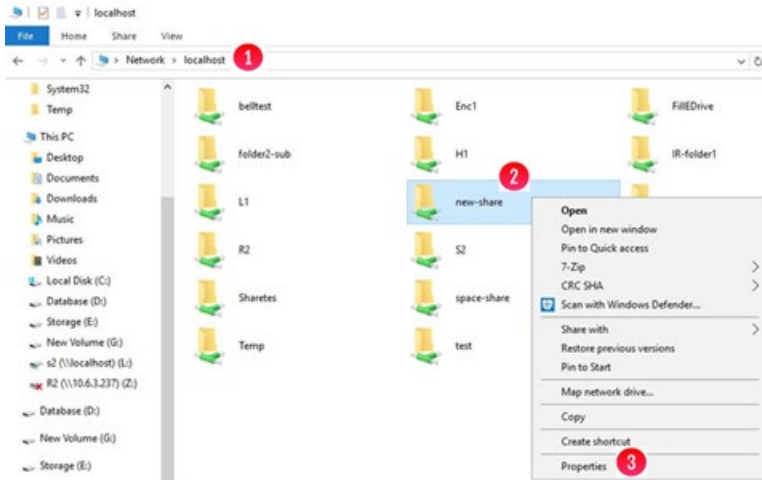 localhost
File Home Share View
Network > localhost 1
System32
Temp
This PC
Desktop
Documents
Downloads
Music
Pictures
Videos
Local Disk (C:)
Database (D:)
Storage (E:)
New Volume (G:)
s2 (\\localhost) (L:)
R2 (\\10.6.3.237) (Z:)
Database (D:)
New Volume (G:)
Storage (E:)
belltest Enc1 FillEDrive
folder2-sub H1 IR-folder1
2
L1 new-share
R2 S2
Sharetes space-share
Temp test
Open
Open in new window
Pin to Quick access
7-Zip
CRC SHA
Scan with Windows Defender...
Share with
Restore previous versions
Pin to Start
Map network drive...
Copy
Create shortcut
Properties 3